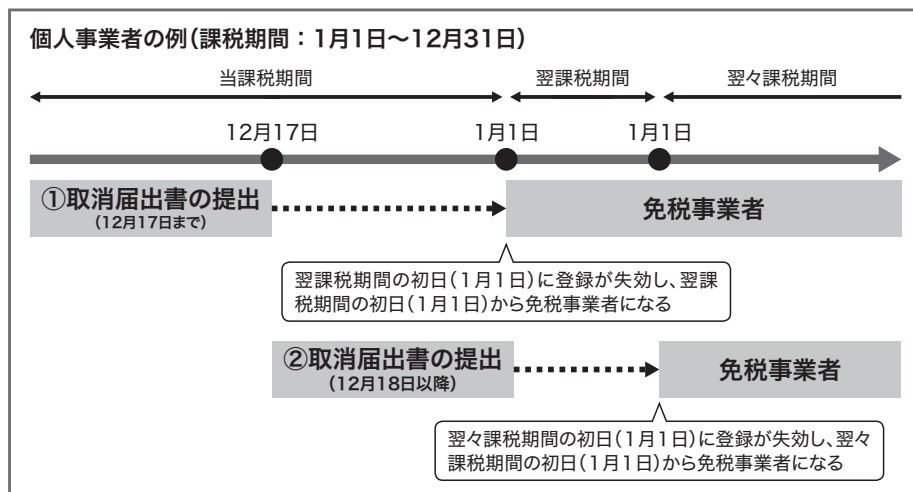 個人事業者の例(課税期間：1月1日～12月31日)
当課税期間
翌課税期間
翌々課税期間
12月17日
1月1日
1月1日
①取消届出書の提出
(12月17日まで)
免税事業者
翌課税期間の初日(1月1日)に登録が失効し、翌課
税期間の初日(1月1日)から免税事業者になる
②取消届出書の提出
(12月18日以降)
免税事業者
翌々課税期間の初日(1月1日)に登録が失効し、翌々
課税期間の初日(1月1日)から免税事業者になる